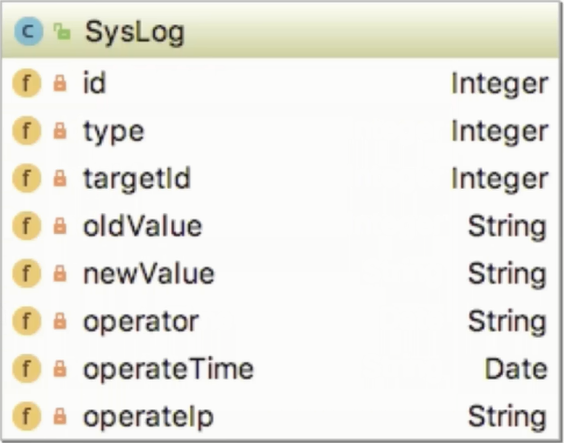 C SysLog
f id Integer
f type Integer
f targetId Integer
f oldValue String
f newValue String
f operator String
f operateTime Date
f operateIp String